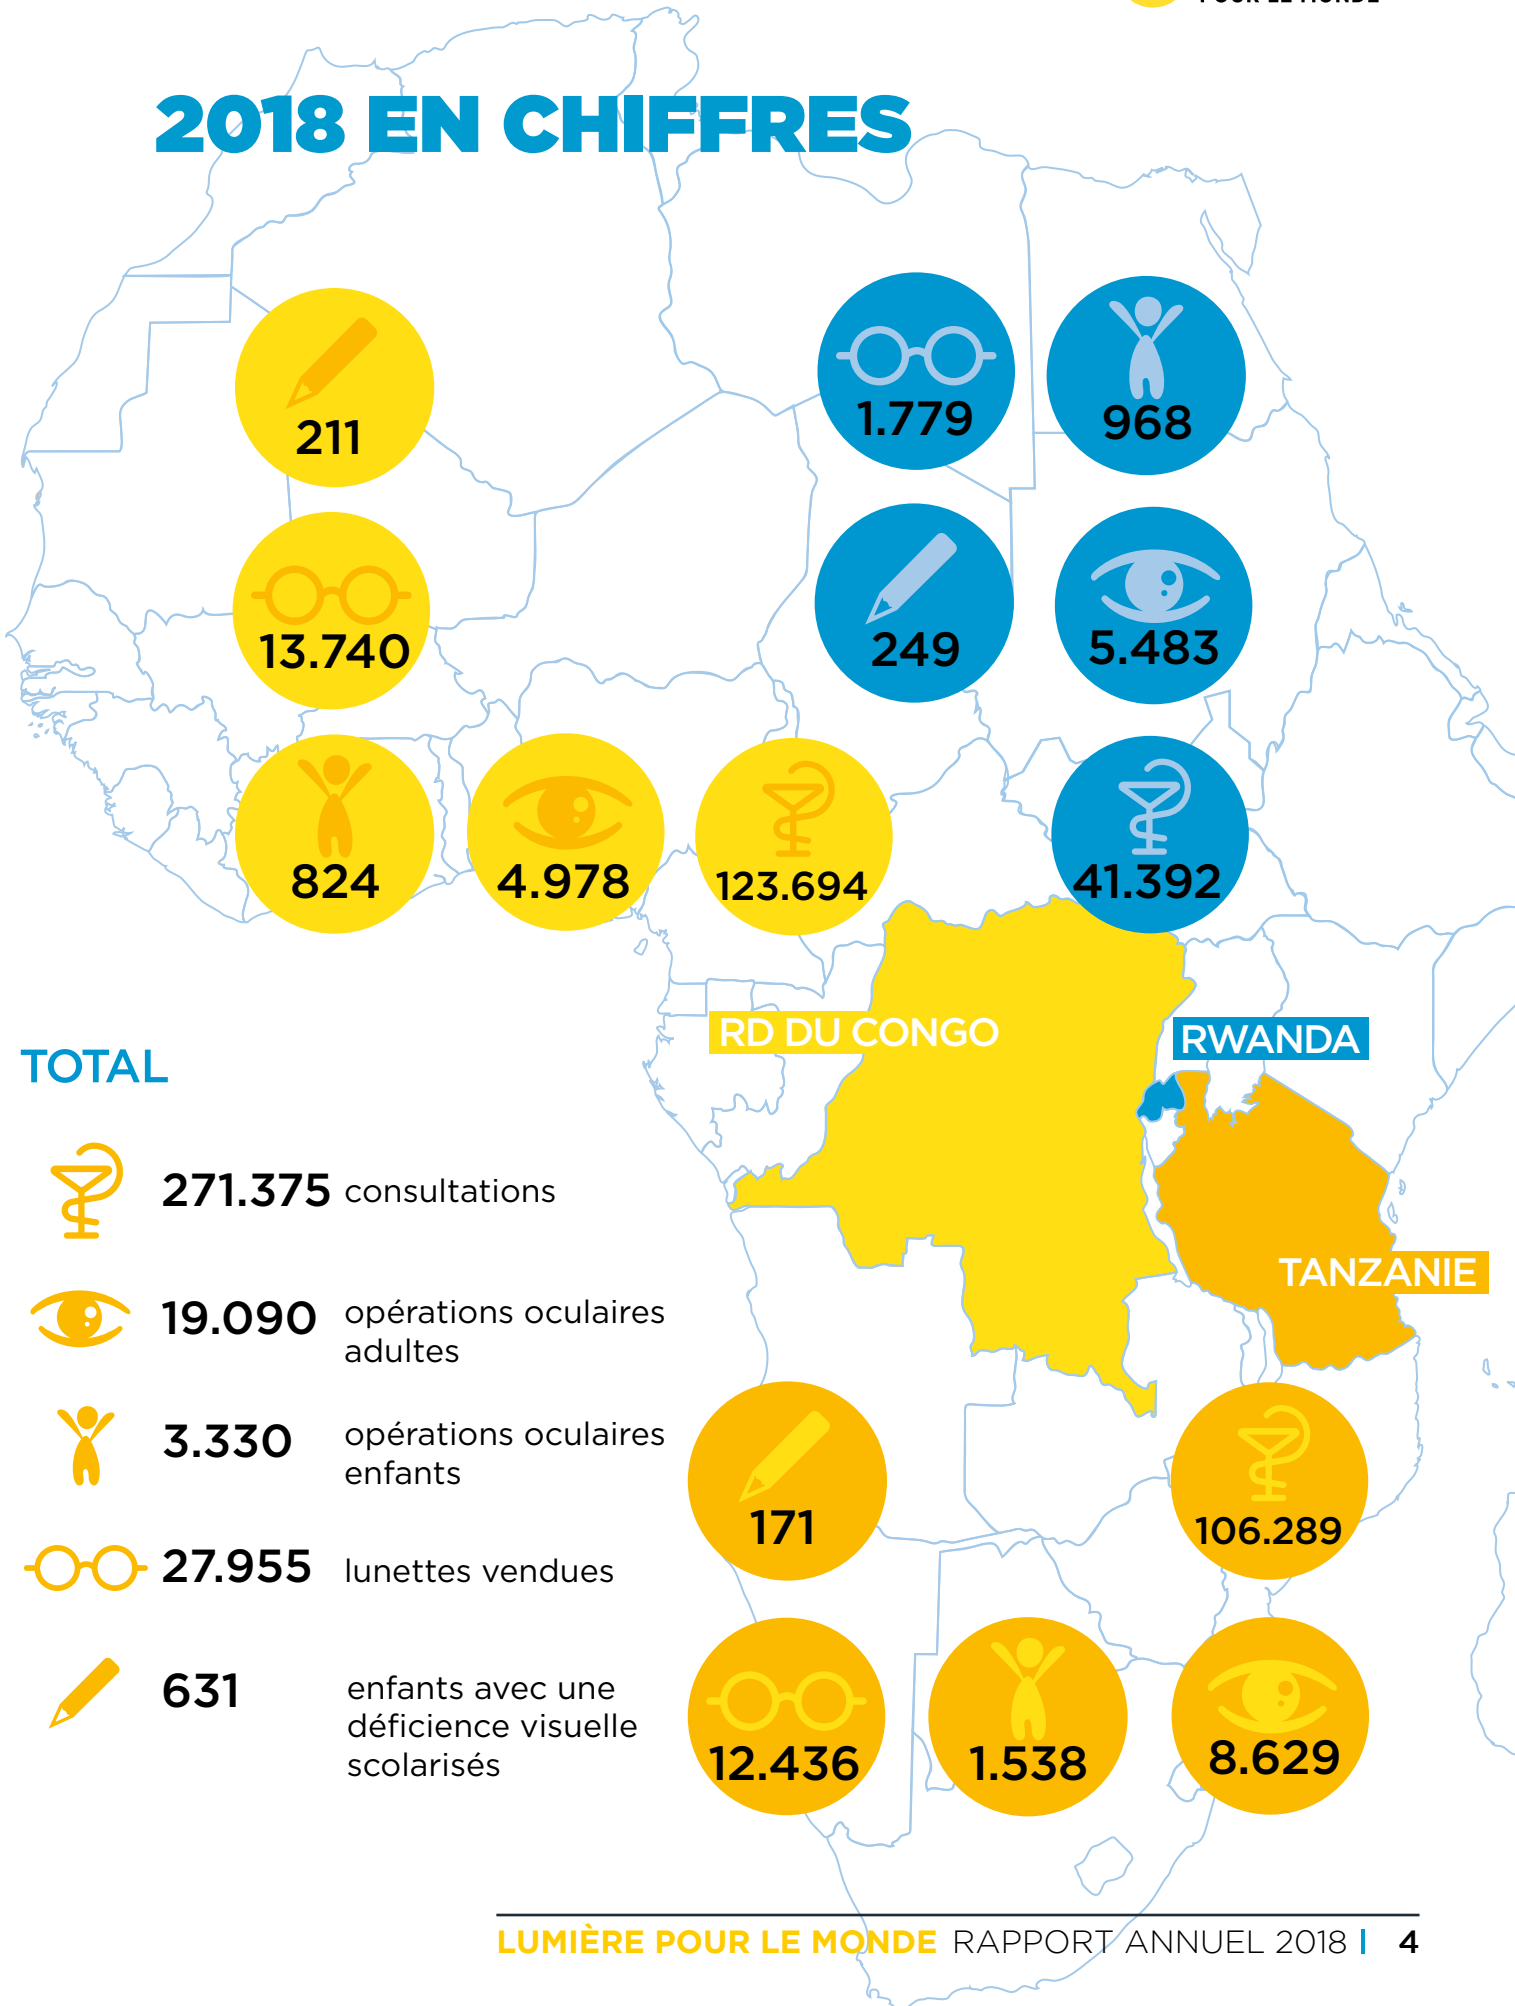 POUR LE MONDE
2018 EN CHIFFRES
211
1.779
968
13.740
249
5.483
824
4.978
123.694
41.392
RD DU CONGO
RWANDA
TANZANIE
TOTAL
271.375 consultations
19.090 opérations oculaires
adultes
3.330 opérations oculaires
enfants
27.955 lunettes vendues
631 enfants avec une
déficience visuelle
scolarisés
171
106.289
12.436
1.538
8.629
LUMIÈRE POUR LE MONDE RAPPORT ANNUEL 2018 | 4